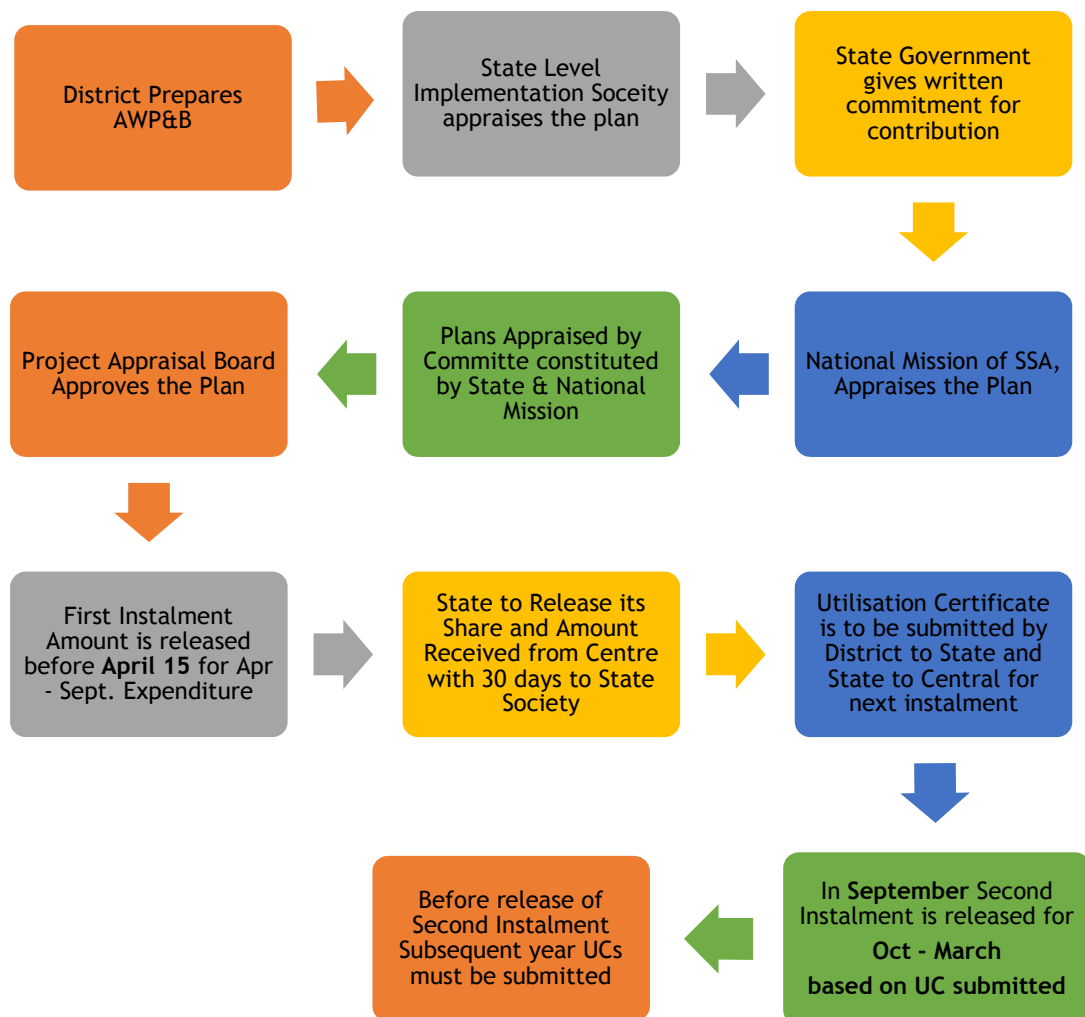 District Prepares
AWP&B
State Level
Implementation Soceity
appraises the plan
State Government
gives written
commitment for
contribution
National Mission of SSA,
Appraises the Plan
Plans Appraised by
Committe constituted
by State & National
Mission
Project Appraisal Board
Approves the Plan
First Instalment
Amount is released
before April 15 for Apr
- Sept. Expenditure
State to Release its
Share and Amount
Received from Centre
with 30 days to State
Society
Utilisation Certificate
is to be submitted by
District to State and
State to Central for
next instalment
In September Second
Instalment is released for
Oct - March
based on UC submitted
Before release of
Second Instalment
Subsequent year UCs
must be submitted